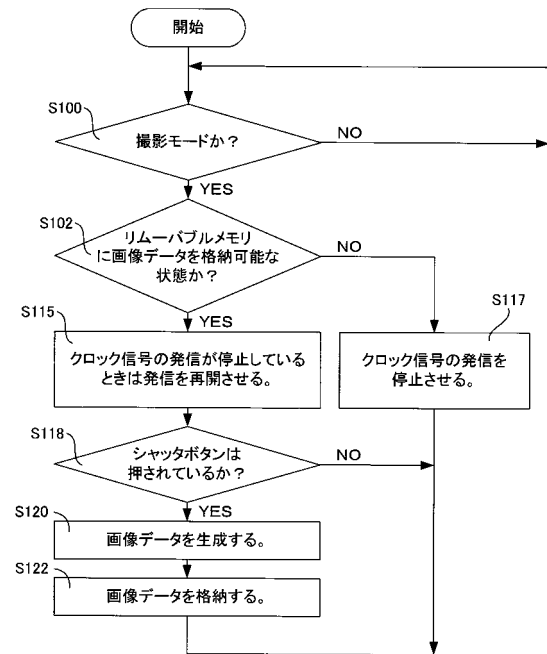 開始
S100
撮影モードか？
NO
YES
S102
リムーバブルメモリ
に画像データを格納可能な
状態か？
NO
YES
S115
クロック信号の発信が停止している
ときは発信を再開させる。
S117
クロック信号の発信を
停止させる。
S118
シャッタボタンは
押されているか？
NO
YES
S120
画像データを生成する。
S122
画像データを格納する。